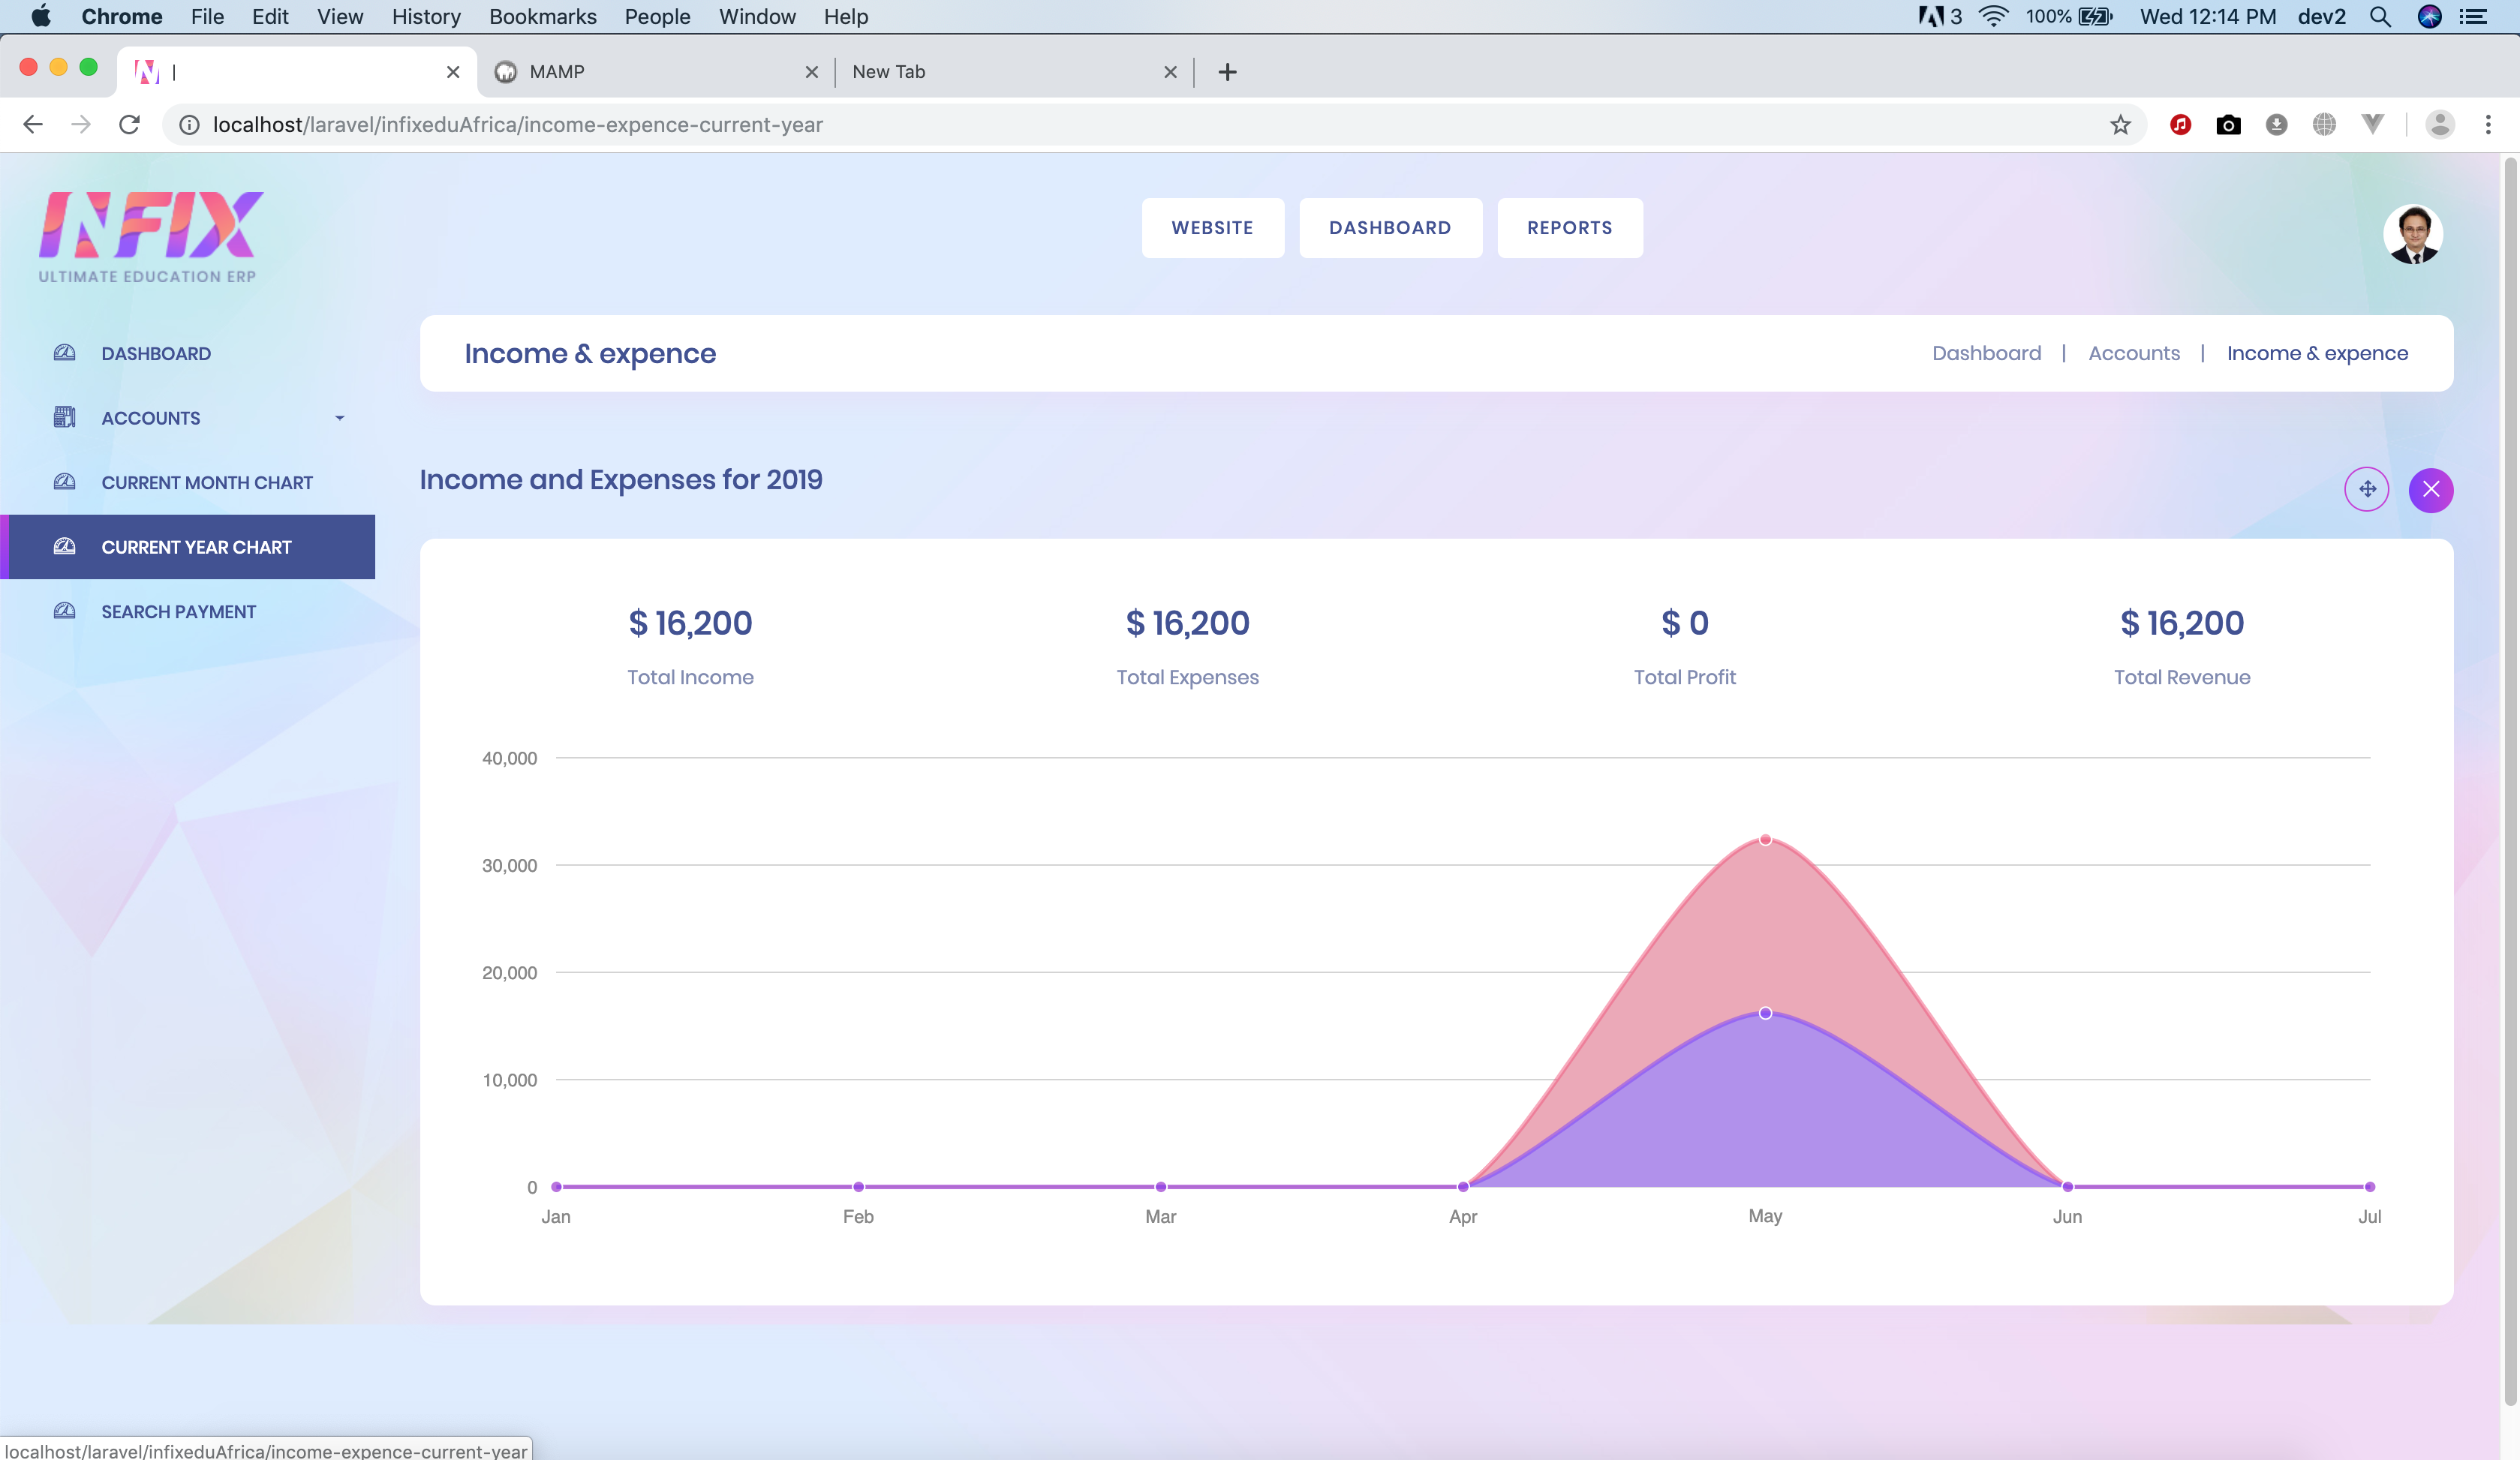 Chrome File Edit View History Bookmarks People Window Help 3 100% Wed 12:14 PM dev2
| MAMP New Tab
localhost/laravel/infixeduAfrica/income-expence-current-year
INFIX
ULTIMATE EDUCATION ERP
WEBSITE DASHBOARD REPORTS
DASHBOARD
ACCOUNTS
CURRENT MONTH CHART
CURRENT YEAR CHART
SEARCH PAYMENT
Income & expence
Dashboard | Accounts | Income & expence
Income and Expenses for 2019
$ 16,200 $ 16,200 $ 0 $ 16,200
Total Income Total Expenses Total Profit Total Revenue
40,000
30,000
20,000
10,000
0
Jan Feb Mar Apr May Jun Jul
localhost/laravel/infixeduAfrica/income-expence-current-year